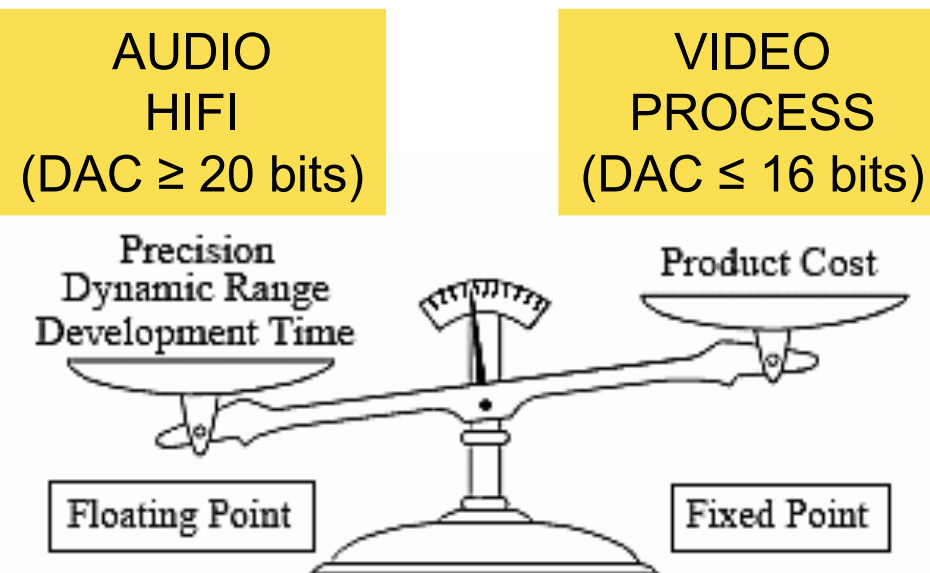 AUDIO
HIFI
(DAC ≥ 20 bits)
VIDEO
PROCESS
(DAC ≤ 16 bits)
Precision
Dynamic Range
Development Time
Product Cost
Floating Point
Fixed Point